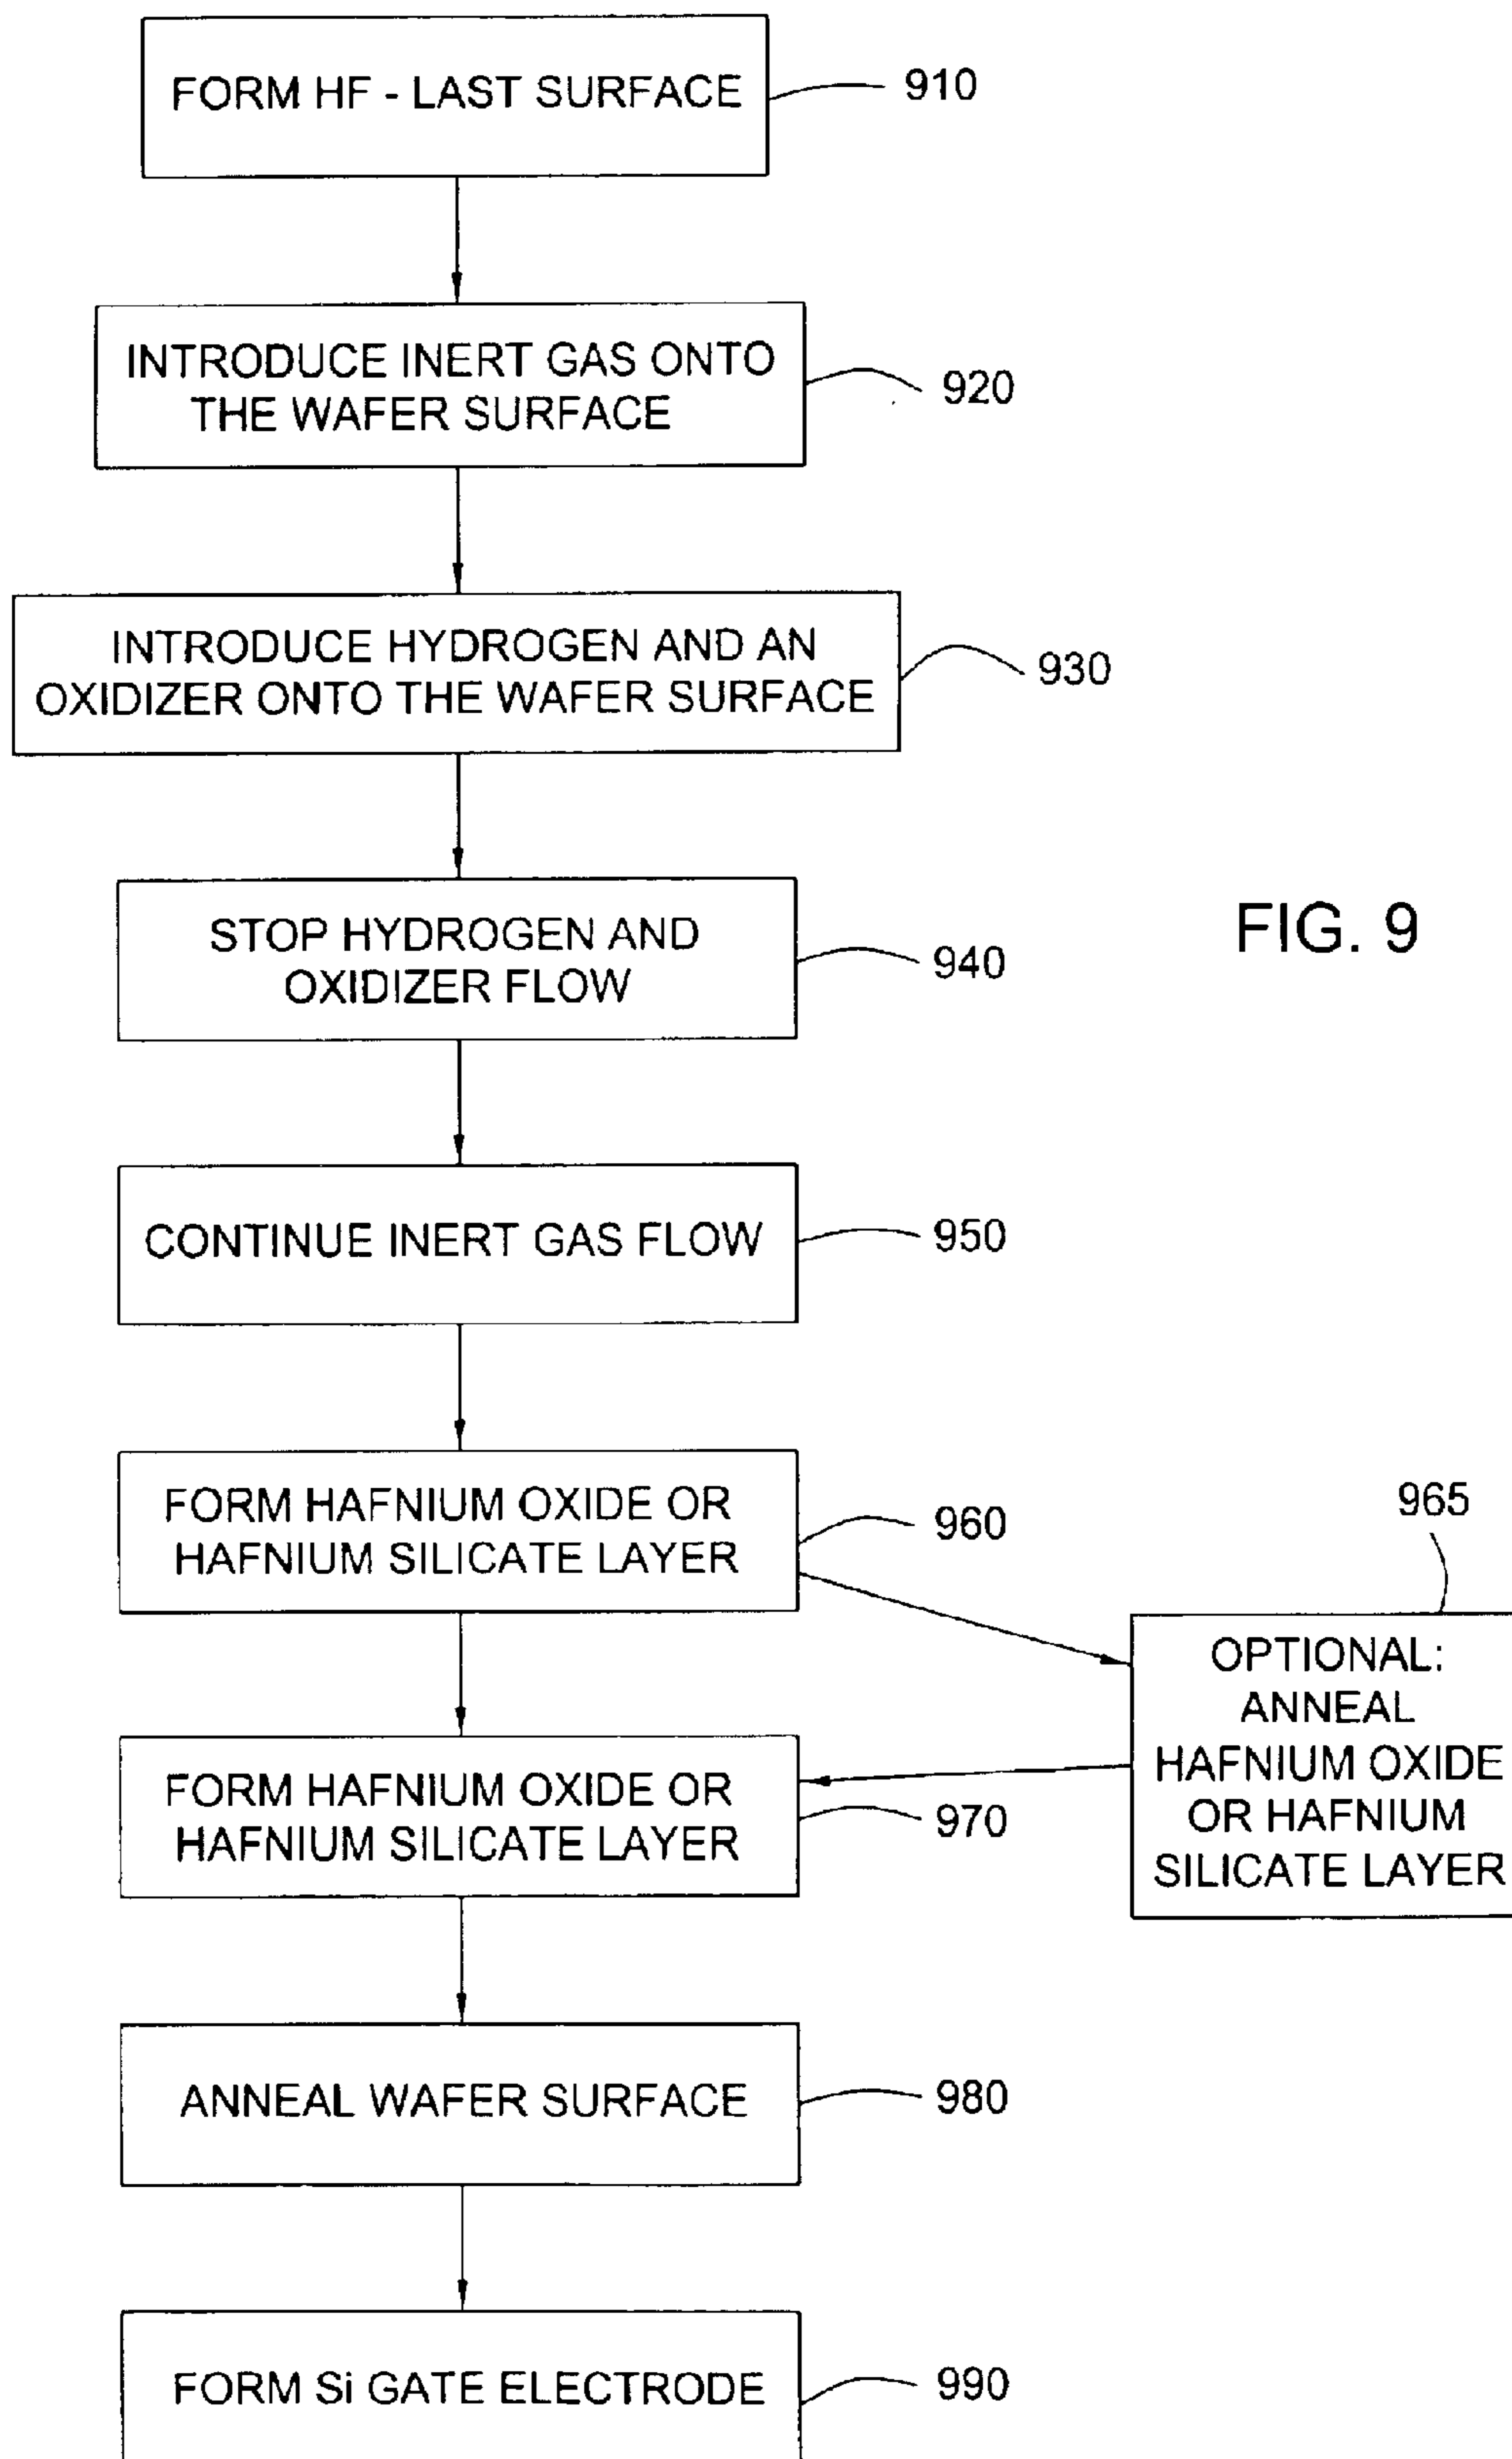 FORM HF - LAST SURFACE
910
INTRODUCE INERT GAS ONTO
THE WAFER SURFACE
920
INTRODUCE HYDROGEN AND AN
OXIDIZER ONTO THE WAFER SURFACE
930
STOP HYDROGEN AND
OXIDIZER FLOW
940
FIG. 9
CONTINUE INERT GAS FLOW
950
FORM HAFNIUM OXIDE OR
HAFNIUM SILICATE LAYER
960
965
OPTIONAL:
ANNEAL
HAFNIUM OXIDE
OR HAFNIUM
SILICATE LAYER
FORM HAFNIUM OXIDE OR
HAFNIUM SILICATE LAYER
970
ANNEAL WAFER SURFACE
980
FORM Si GATE ELECTRODE
990